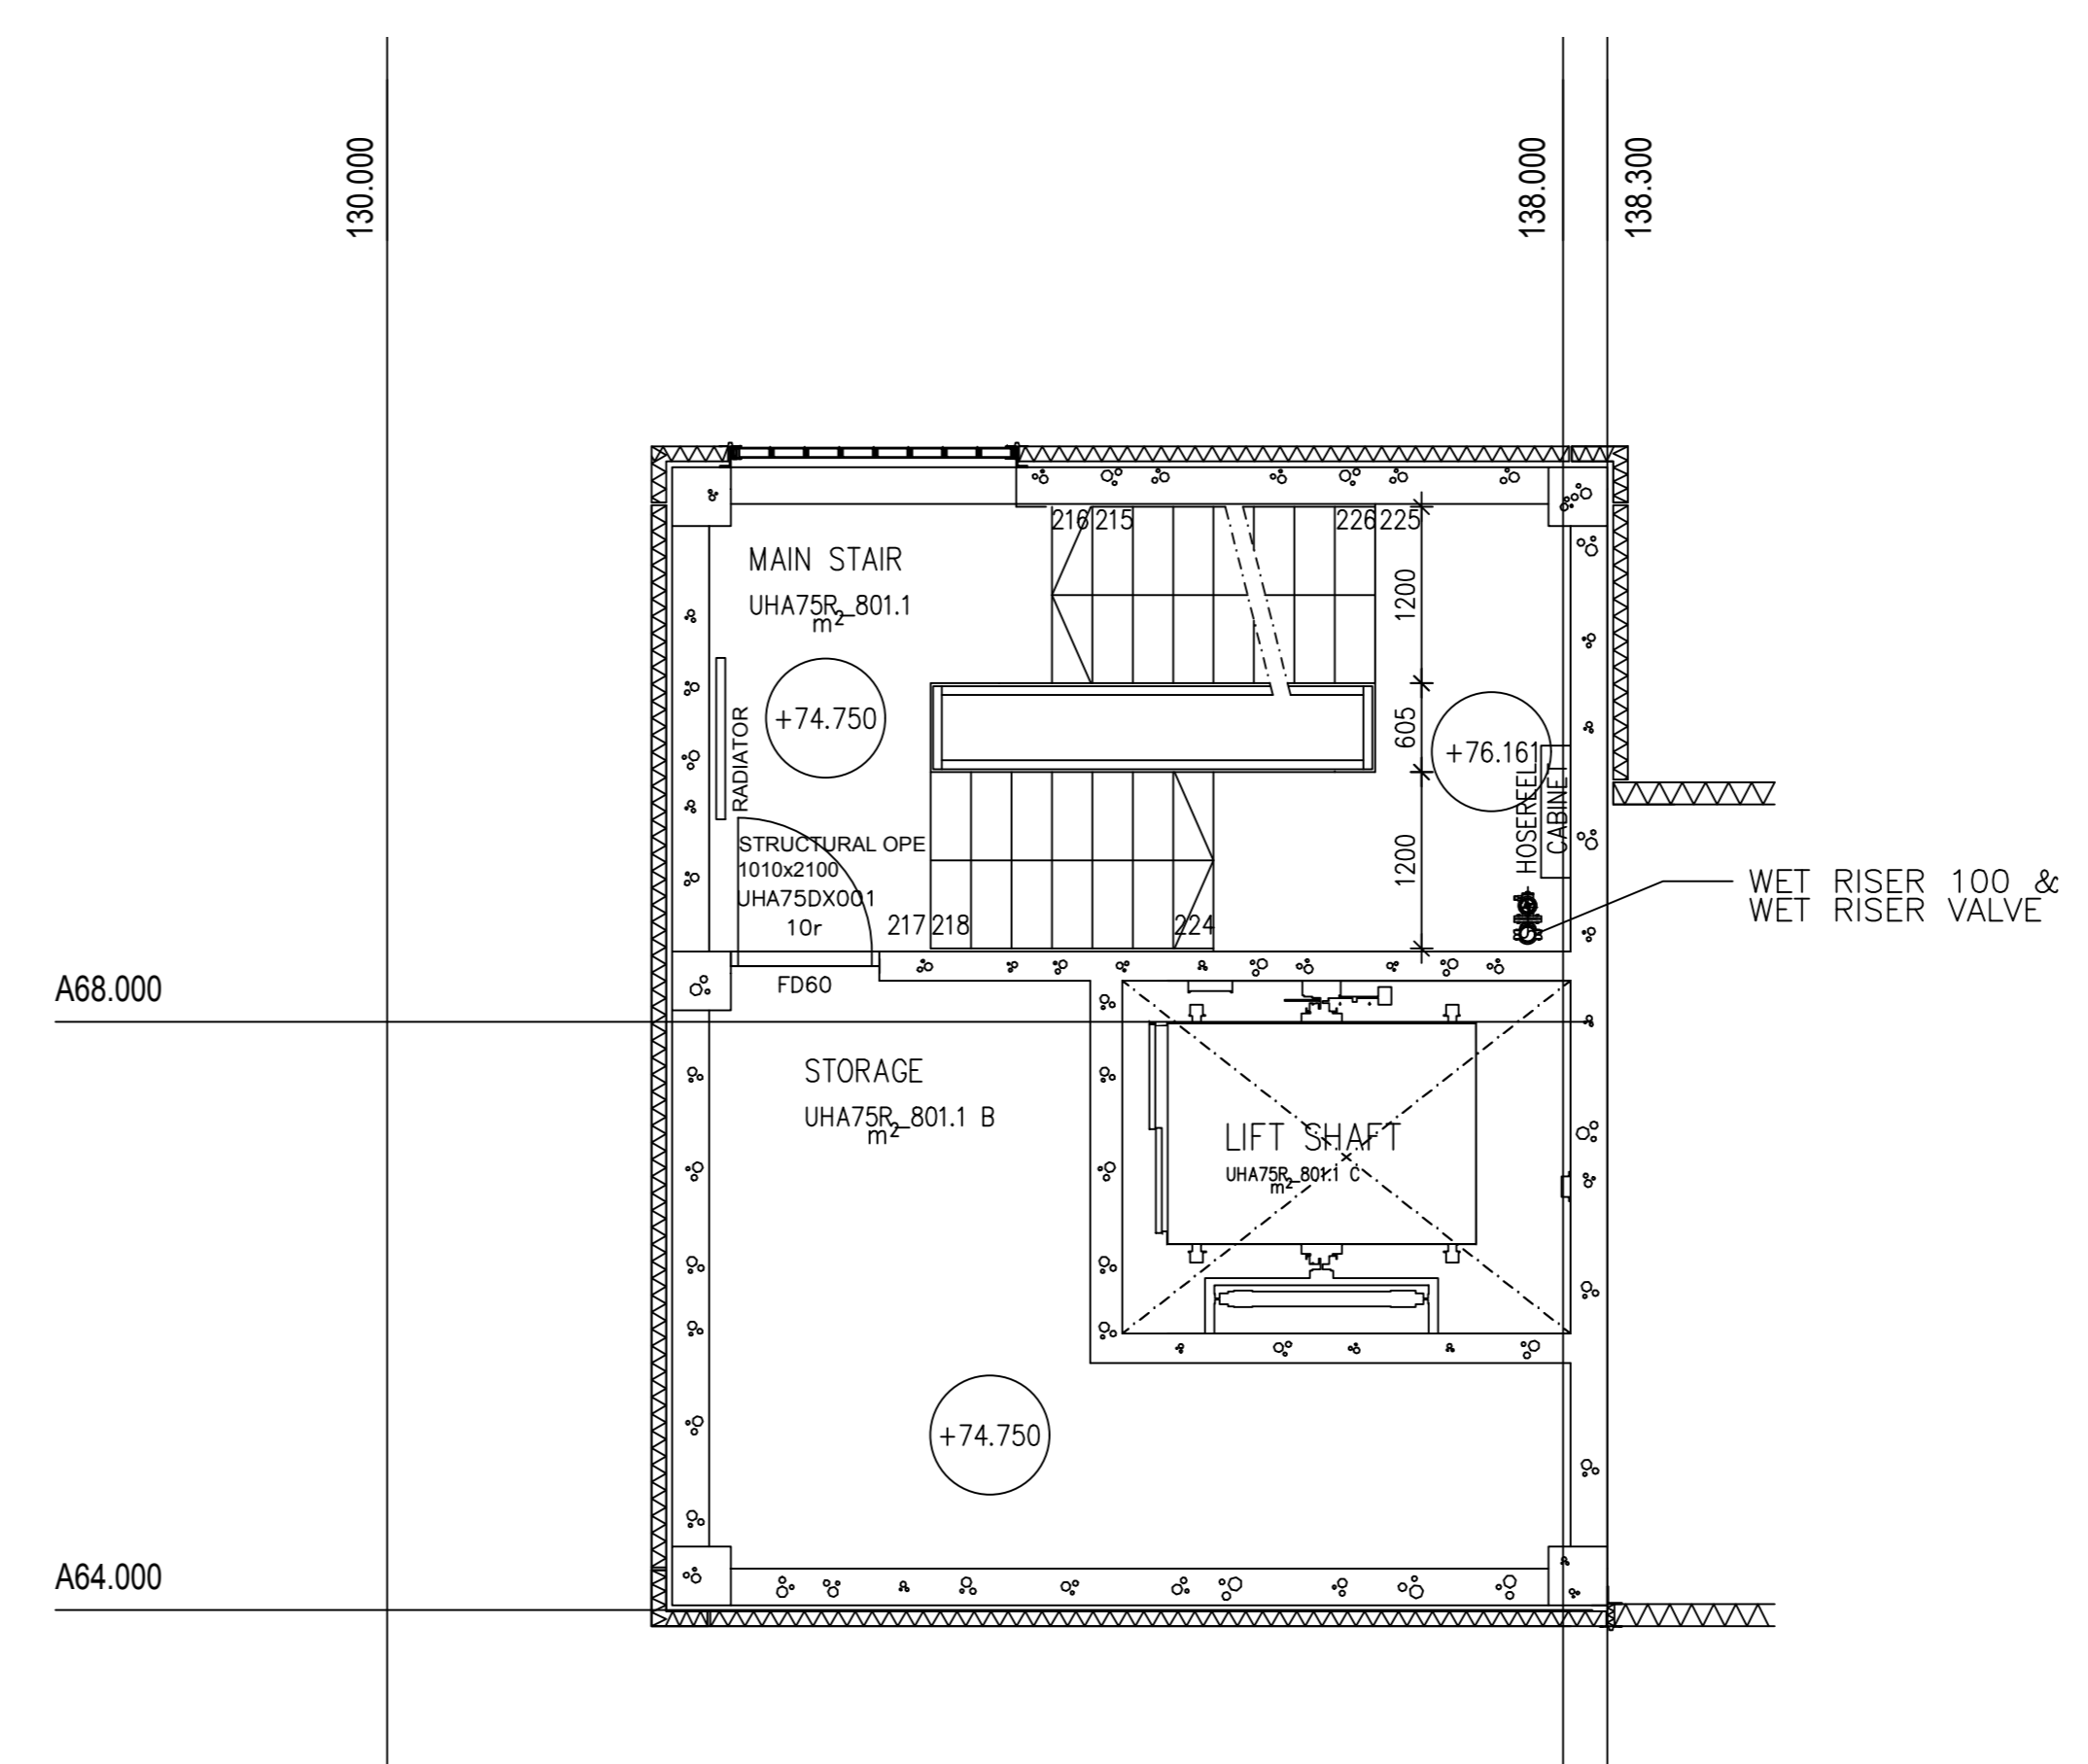 130.000
138.000
138.300
216 215
226 225
MAIN STAIR
UHA75R_801.1
m2
1200
+74.750
RADIATOR
605
+76.161
HOSEREEL
CABINET
STRUCTURAL OPE
1010x2100
UHA75DX001
10r
217 218
224
1200
WET RISER 100 &
WET RISER VALVE
A68.000
FD60
STORAGE
UHA75R_801.1 B
m2
LIFT SHAFT
UHA75R_801.1 C
m2
+74.750
A64.000